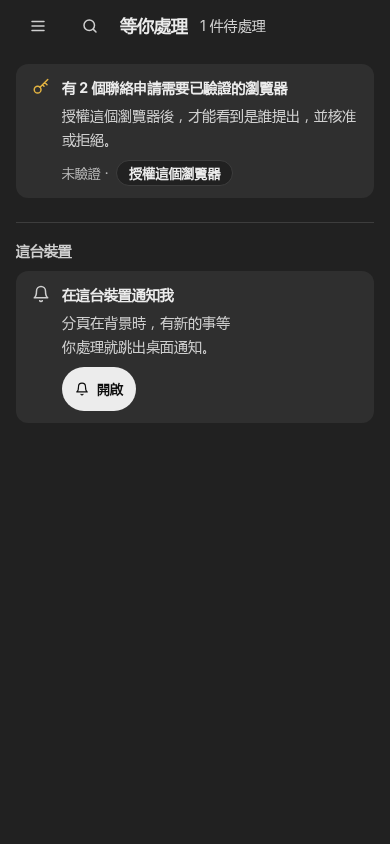 等你處理 1 件待處理
有 2 個聯絡申請需要已驗證的瀏覽器
授權這個瀏覽器後，才能看到是誰提出，並核准
或拒絕。
未驗證 · 授權這個瀏覽器
這台裝置
在這台裝置通知我
分頁在背景時，有新的事等
你處理就跳出桌面通知。
開啟